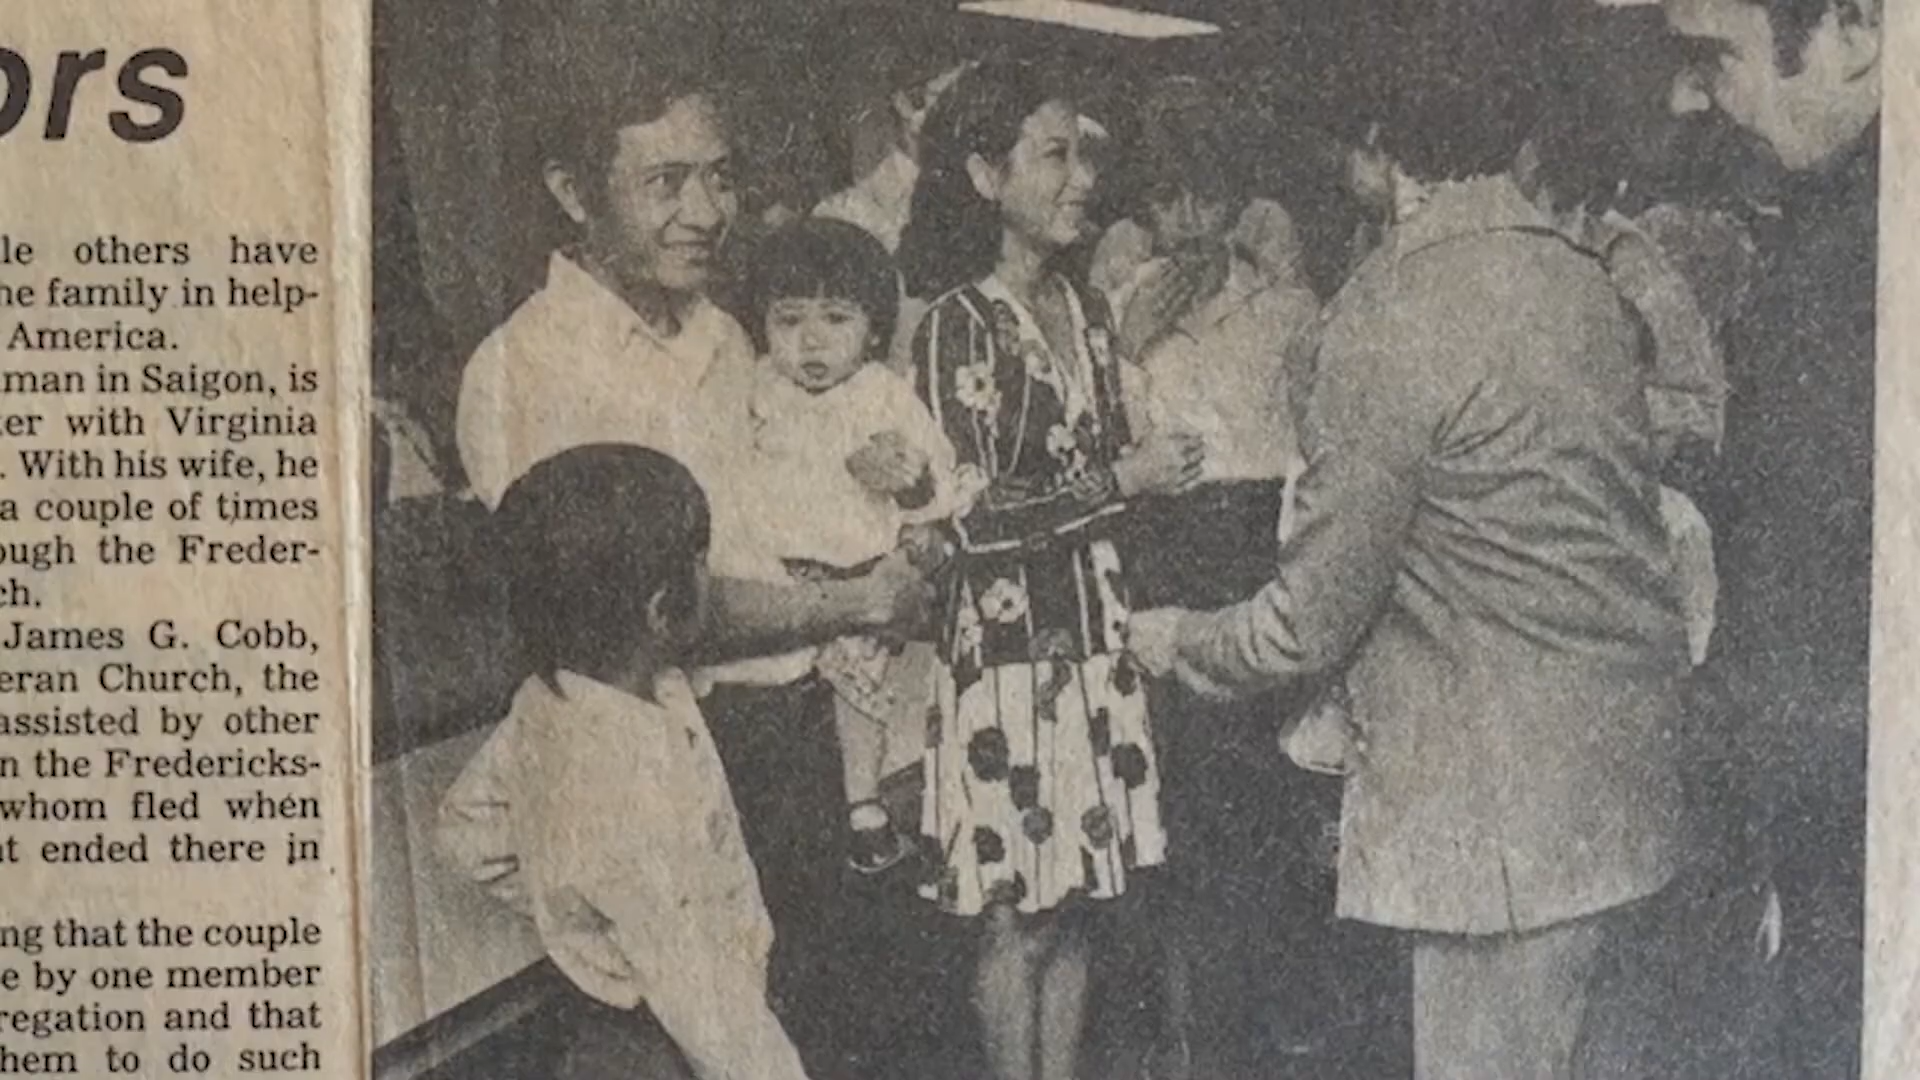 ors
le others have
he family in help-
America.
man in Saigon, is
ker with Virginia
. With his wife, he
a couple of times
ough the Freder-
ch.
James G. Cobb,
eran Church, the
assisted by other
n the Fredericks-
whom fled when
t ended there in
ng that the couple
e by one member
regation and that
hem to do such